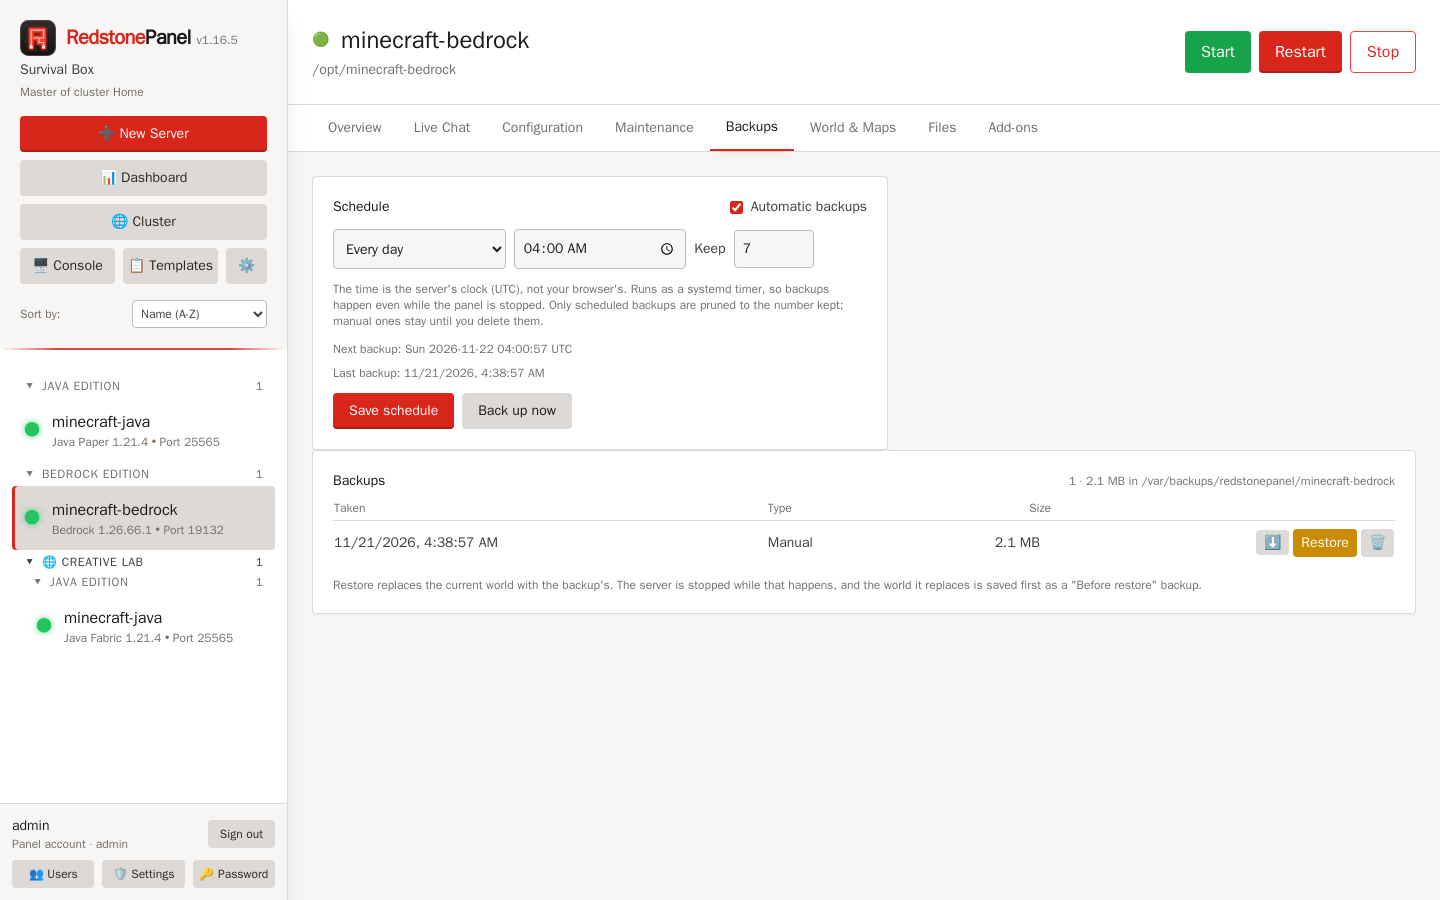 RedstonePanel v1.16.5
Survival Box
Master of cluster Home
➕ New Server
📊 Dashboard
🌐 Cluster
🖥️ Console
📋 Templates
⚙️
Sort by:
Name (A-Z)
▼ JAVA EDITION 1
minecraft-java
Java Paper 1.21.4 • Port 25565
▼ BEDROCK EDITION 1
minecraft-bedrock
Bedrock 1.26.66.1 • Port 19132
▼ 🌐 CREATIVE LAB 1
▼ JAVA EDITION 1
minecraft-java
Java Fabric 1.21.4 • Port 25565
admin
Panel account · admin
Sign out
👥 Users
🛡️ Settings
🔑 Password
minecraft-bedrock
/opt/minecraft-bedrock
Start
Restart
Stop
Overview
Live Chat
Configuration
Maintenance
Backups
World & Maps
Files
Add-ons
Schedule
Automatic backups
Every day
04:00 AM
Keep
7
The time is the server's clock (UTC), not your browser's. Runs as a systemd timer, so backups
happen even while the panel is stopped. Only scheduled backups are pruned to the number kept;
manual ones stay until you delete them.
Next backup: Sun 2026-11-22 04:00:57 UTC
Last backup: 11/21/2026, 4:38:57 AM
Save schedule
Back up now
Backups
1 · 2.1 MB in /var/backups/redstonepanel/minecraft-bedrock
Taken Type Size
11/21/2026, 4:38:57 AM Manual 2.1 MB ⬇️ Restore 🗑️
Restore replaces the current world with the backup's. The server is stopped while that happens, and the world it replaces is saved first as a "Before restore" backup.